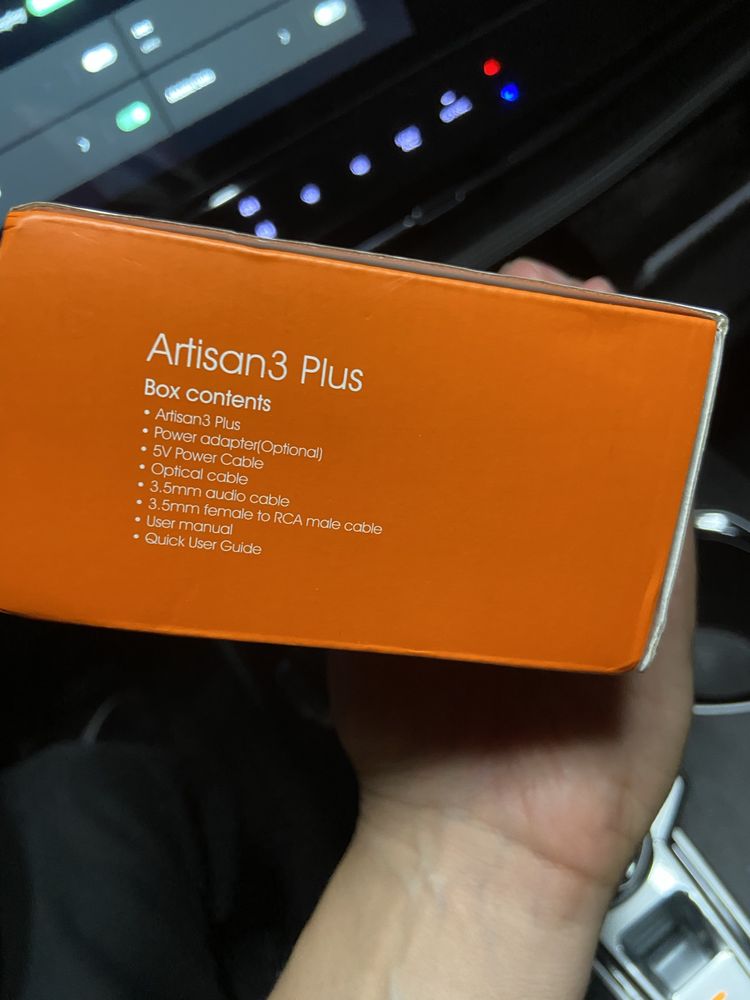 Artisan3 Plus
Box contents
• Artisan3 Plus
• Power adapter(Optional)
• 5V Power Cable
• Optical cable
• 3.5mm audio cable
• 3.5mm female to RCA male cable
• User manual
• Quick User Guide